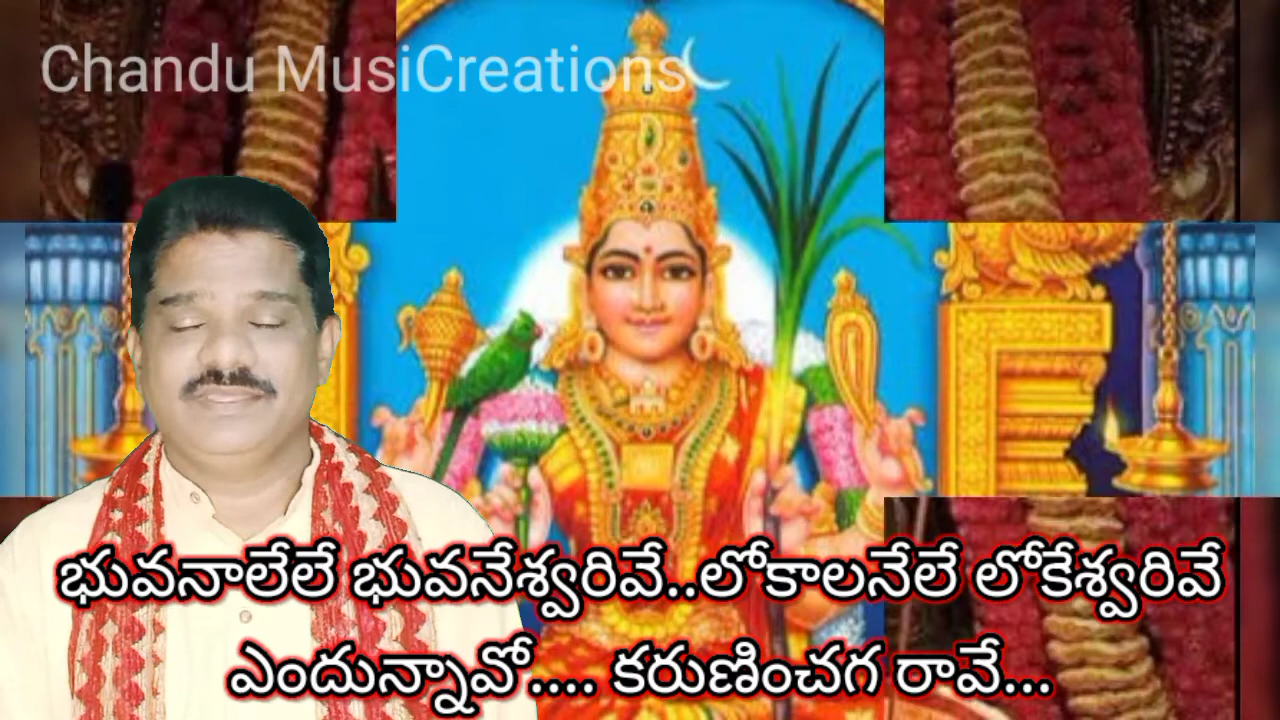 Chandu MusiCreations
భువనాలేలే భువనేశ్వరివే..లోకాలనేలే లోకేశ్వరివే
ఎందున్నావో.... కరుణించగ రావే...